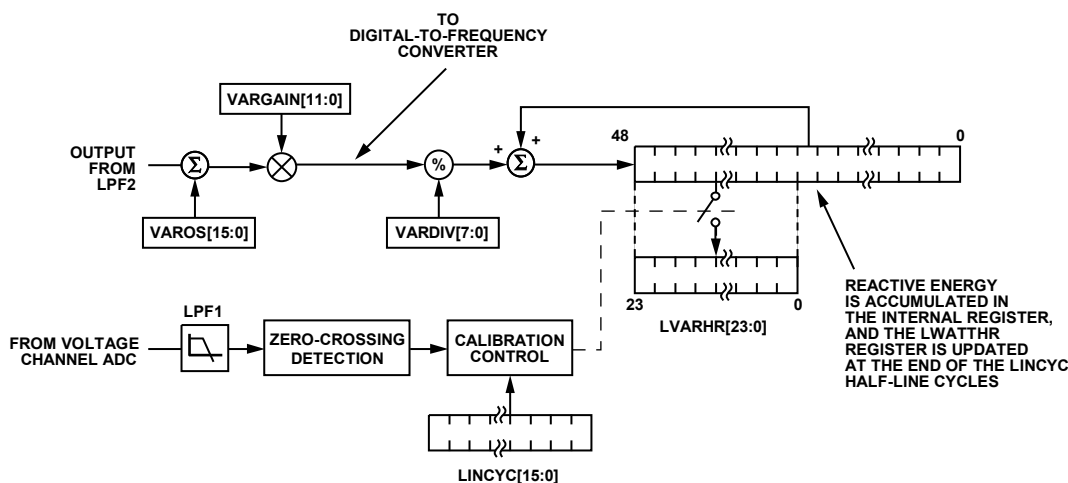 TO
DIGITAL-TO-FREQUENCY
CONVERTER
VARGAIN[11:0]
48
0
OUTPUT
FROM
LPF2
Σ
%
+
+
Σ
VAROS[15:0]
VARDIV[7:0]
23
0
LVARHR[23:0]
REACTIVE ENERGY
IS ACCUMULATED IN
THE INTERNAL REGISTER,
AND THE LWATTHR
REGISTER IS UPDATED
AT THE END OF THE LINCYC
HALF-LINE CYCLES
LPF1
FROM VOLTAGE
CHANNEL ADC
ZERO-CROSSING
DETECTION
CALIBRATION
CONTROL
LINCYC[15:0]